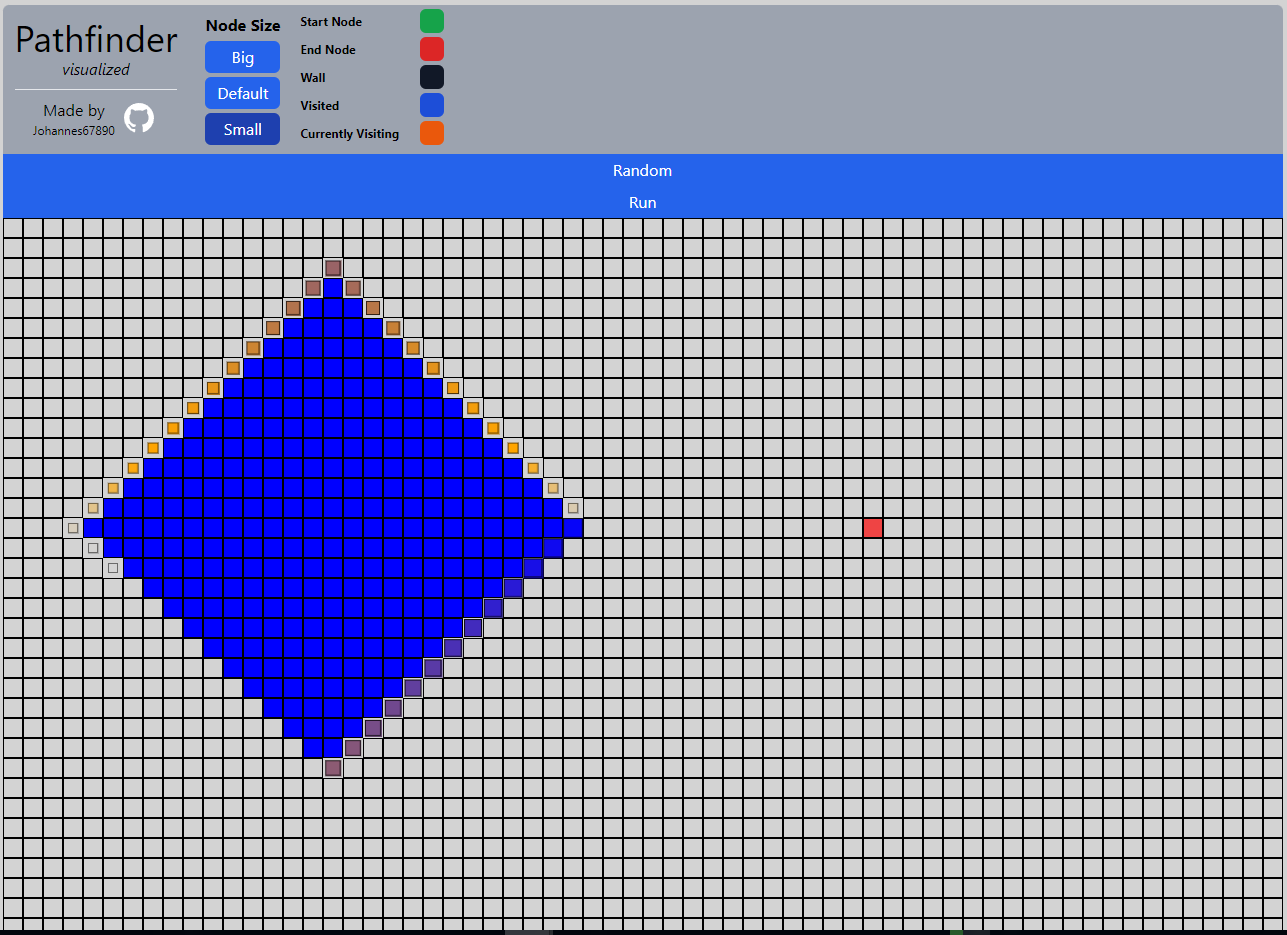 Pathfinder
visualized
Made by
Johannes67890
Node Size
Big
Default
Small
Start Node
End Node
Wall
Visited
Currently Visiting
Random
Run